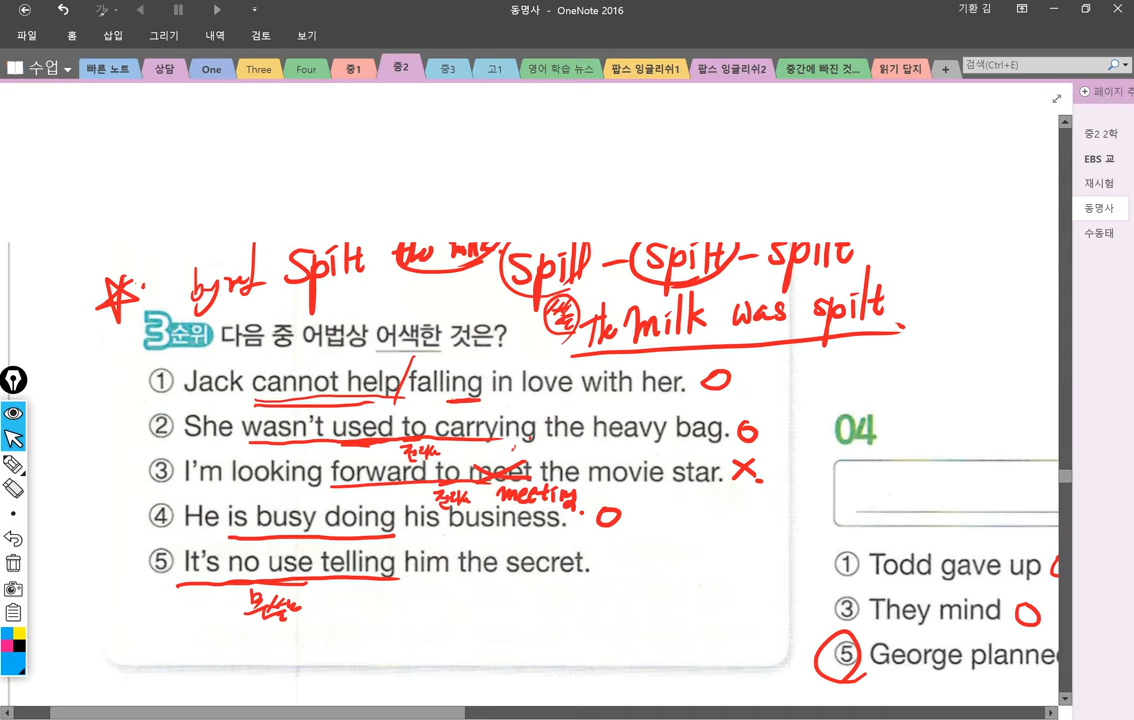 동명사 - OneNote 2016
기환 김
파일 홈 삽입 그리기 내역 검토 보기
수업 빠른 노트 상담 One Three Four 중1 중2 중3 고1 영어 학습 뉴스 팝스 잉글리쉬1 팝스 잉글리쉬2 중간에 빠진 것... 읽기 답지 + 검색(Ctrl+E)
페이지 추
중2 2학
EBS 교
재시험
동명사
수동태
Spilt the milk (spill - (spilt) - spilt
the milk was spilt.
3순위 다음 중 어법상 어색한 것은?
① Jack cannot help / falling in love with her. O
② She wasn't used to carrying the heavy bag. O
전치사
③ I'm looking forward to meet the movie star. X
전치사 meeting.
④ He is busy doing his business. O
⑤ It's no use telling him the secret.
04
① Todd gave up
③ They mind O
⑤ George planne